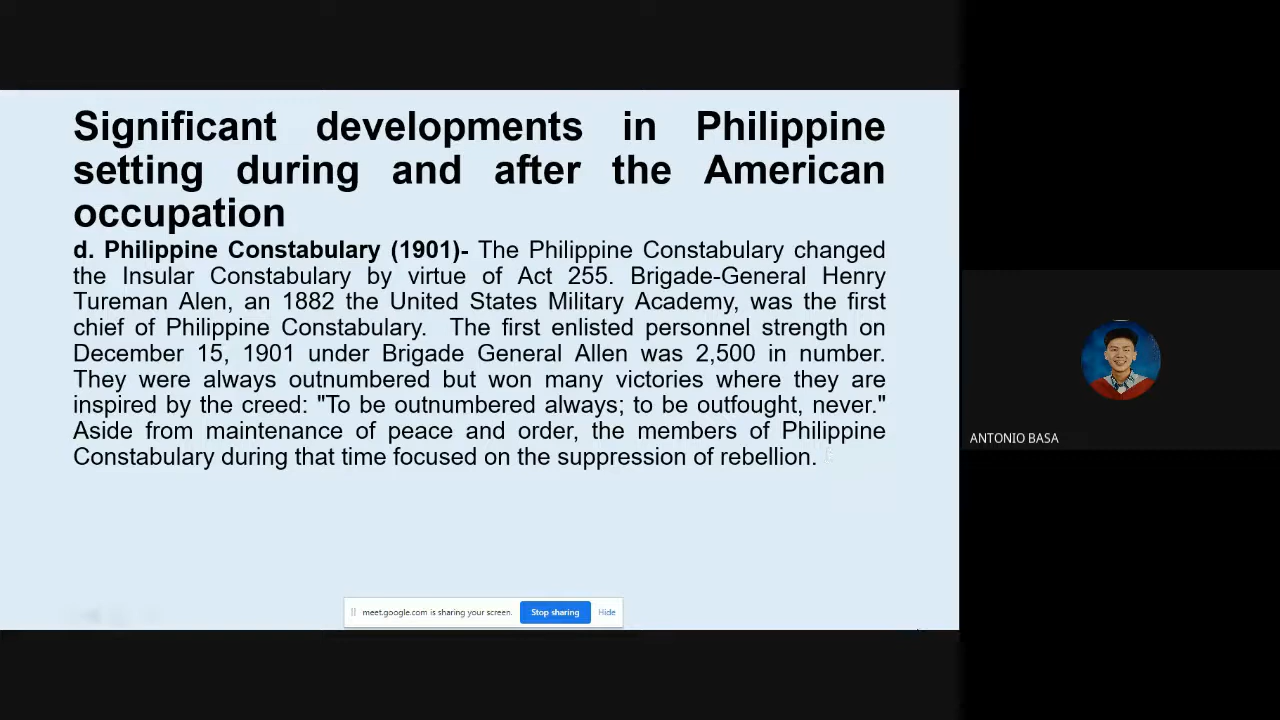 Significant developments in Philippine
setting during and after the American
occupation
d. Philippine Constabulary (1901)- The Philippine Constabulary changed
the Insular Constabulary by virtue of Act 255. Brigade-General Henry
Tureman Alen, an 1882 the United States Military Academy, was the first
chief of Philippine Constabulary. The first enlisted personnel strength on
December 15, 1901 under Brigade General Allen was 2,500 in number.
They were always outnumbered but won many victories where they are
inspired by the creed: "To be outnumbered always; to be outfought, never."
Aside from maintenance of peace and order, the members of Philippine
Constabulary during that time focused on the suppression of rebellion.
meet.google.com is sharing your screen. Stop sharing Hide
ANTONIO BASA